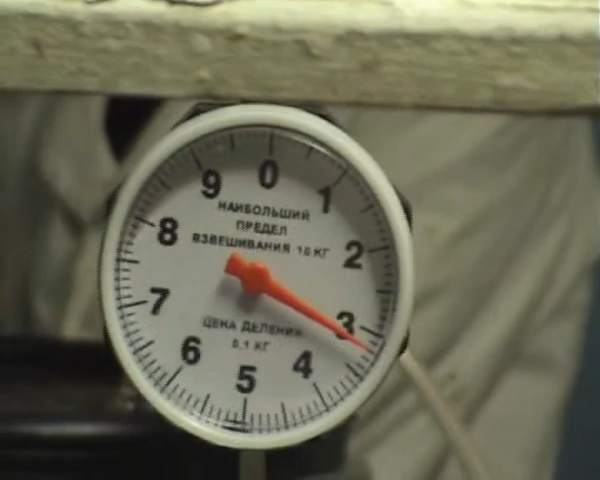 0
9 1
НАИБОЛЬШИЙ
ПРЕДЕЛ
ВЗВЕШИВАНИЯ 10 КГ
8 2
7 3
ЦЕНА ДЕЛЕНИЯ
0,1 КГ
6 4
5